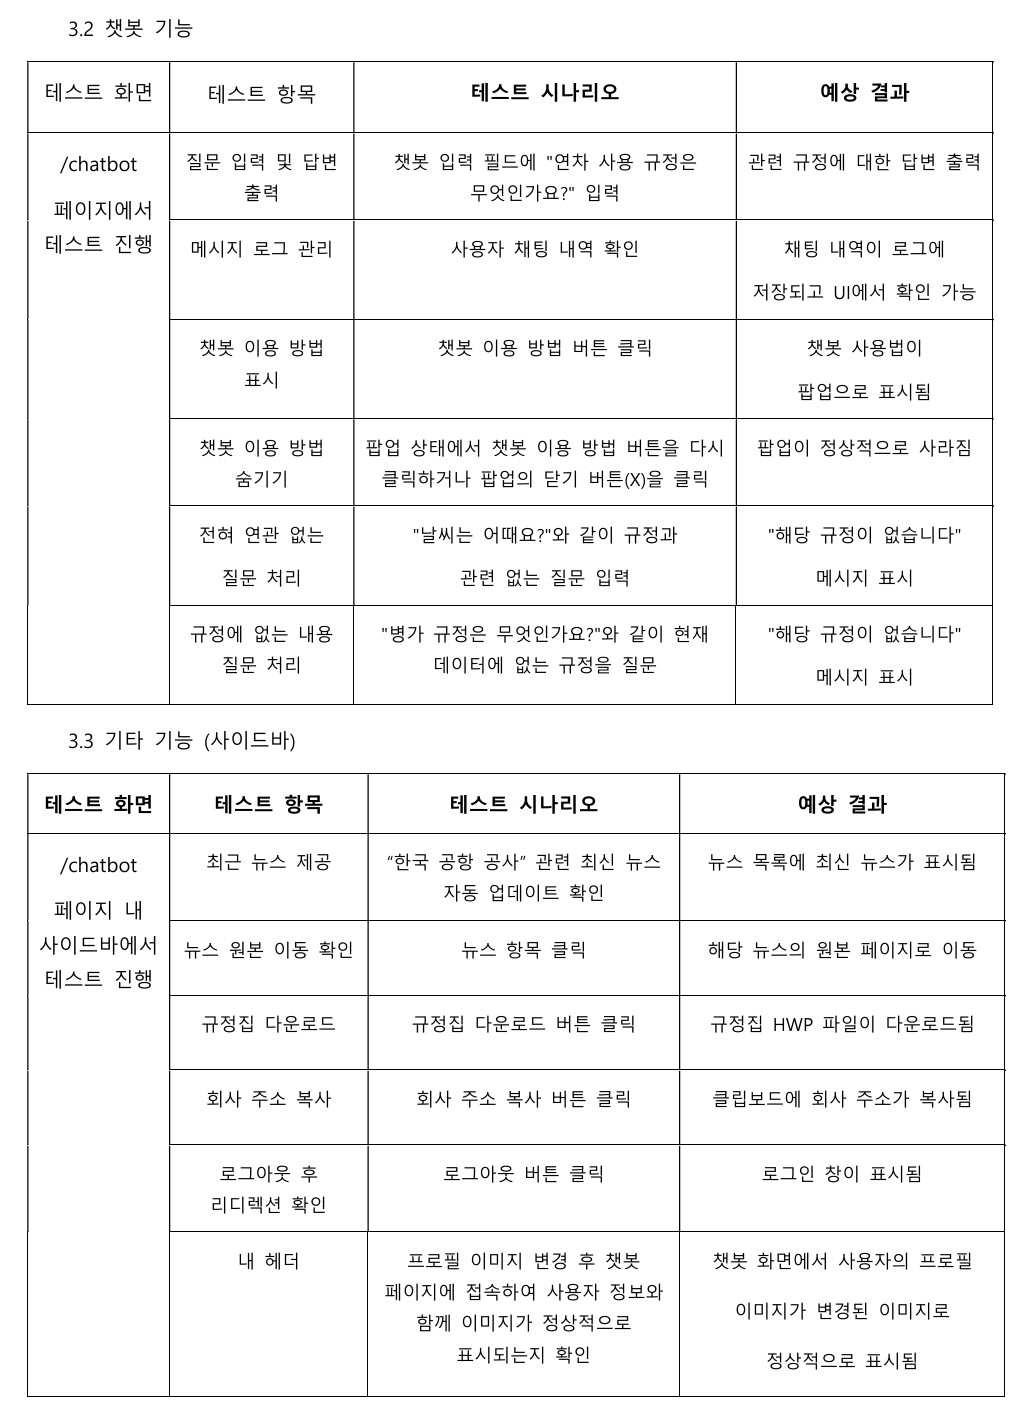 3.2 챗봇 기능
테스트 화면
테스트 항목
테스트 시나리오
예상 결과
/chatbot
페이지에서
테스트 진행
질문 입력 및 답변
출력
챗봇 입력 필드에 "연차 사용 규정은
무엇인가요?" 입력
관련 규정에 대한 답변 출력
메시지 로그 관리
사용자 채팅 내역 확인
채팅 내역이 로그에
저장되고 UI에서 확인 가능
챗봇 이용 방법
표시
챗봇 이용 방법 버튼 클릭
챗봇 사용법이
팝업으로 표시됨
챗봇 이용 방법
숨기기
팝업 상태에서 챗봇 이용 방법 버튼을 다시
클릭하거나 팝업의 닫기 버튼(X)을 클릭
팝업이 정상적으로 사라짐
전혀 연관 없는
질문 처리
"날씨는 어때요?"와 같이 규정과
관련 없는 질문 입력
"해당 규정이 없습니다"
메시지 표시
규정에 없는 내용
질문 처리
"병가 규정은 무엇인가요?"와 같이 현재
데이터에 없는 규정을 질문
"해당 규정이 없습니다"
메시지 표시
3.3 기타 기능 (사이드바)
테스트 화면
테스트 항목
테스트 시나리오
예상 결과
/chatbot
페이지 내
사이드바에서
테스트 진행
최근 뉴스 제공
“한국 공항 공사” 관련 최신 뉴스
자동 업데이트 확인
뉴스 목록에 최신 뉴스가 표시됨
뉴스 원본 이동 확인
뉴스 항목 클릭
해당 뉴스의 원본 페이지로 이동
규정집 다운로드
규정집 다운로드 버튼 클릭
규정집 HWP 파일이 다운로드됨
회사 주소 복사
회사 주소 복사 버튼 클릭
클립보드에 회사 주소가 복사됨
로그아웃 후
리디렉션 확인
로그아웃 버튼 클릭
로그인 창이 표시됨
내 헤더
프로필 이미지 변경 후 챗봇
페이지에 접속하여 사용자 정보와
함께 이미지가 정상적으로
표시되는지 확인
챗봇 화면에서 사용자의 프로필
이미지가 변경된 이미지로
정상적으로 표시됨